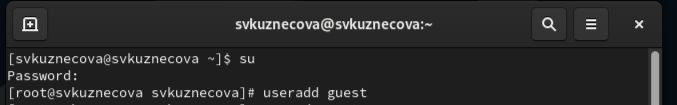 svkuznecova@svkuznecova:~
[svkuznecova@svkuznecova ~]$ su
Password:
[root@svkuznecova svkuznecova]# useradd guest